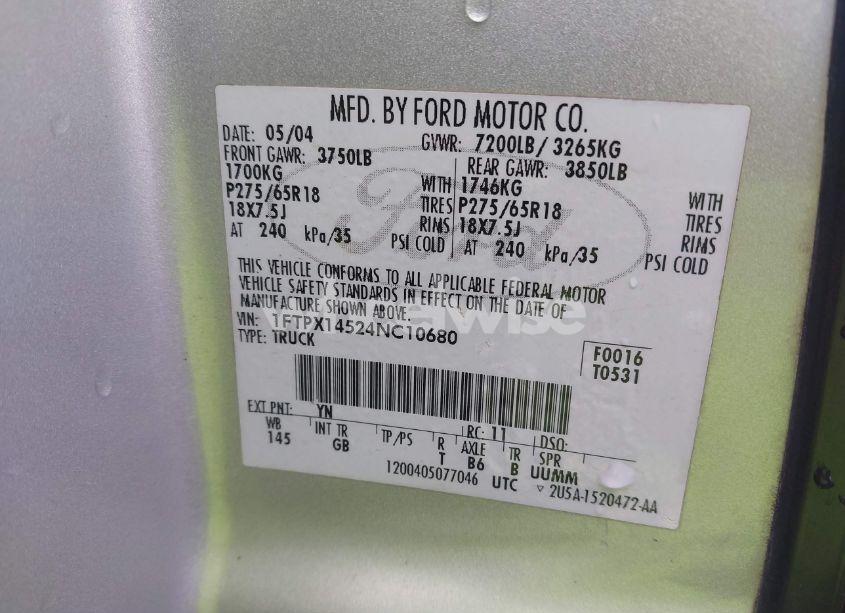 MFD. BY FORD MOTOR CO.
DATE: 05/04 GVWR: 7200LB/ 3265KG
FRONT GAWR: 3750LB REAR GAWR: 3850LB
1700KG WITH 1746KG WITH
P275/65R18 TIRES P275/65R18 TIRES
18X7.5J RIMS 18X7.5J RIMS
AT 240 kPa/35 PSI COLD AT 240 kPa/35 PSI COLD
Ford
THIS VEHICLE CONFORMS TO ALL APPLICABLE FEDERAL MOTOR
VEHICLE SAFETY STANDARDS IN EFFECT ON THE DATE OF
MANUFACTURE SHOWN ABOVE.
VIN: 1FTPX14524NC10680
TYPE: TRUCK
F0016
T0531
EXT PNT: YN RC: 11 DSO:
WB INT TR TP/PS R AXLE TR SPR
145 GB T B6 B UUMM
1200405077046 UTC ▽ 2U5A-1520472-AA